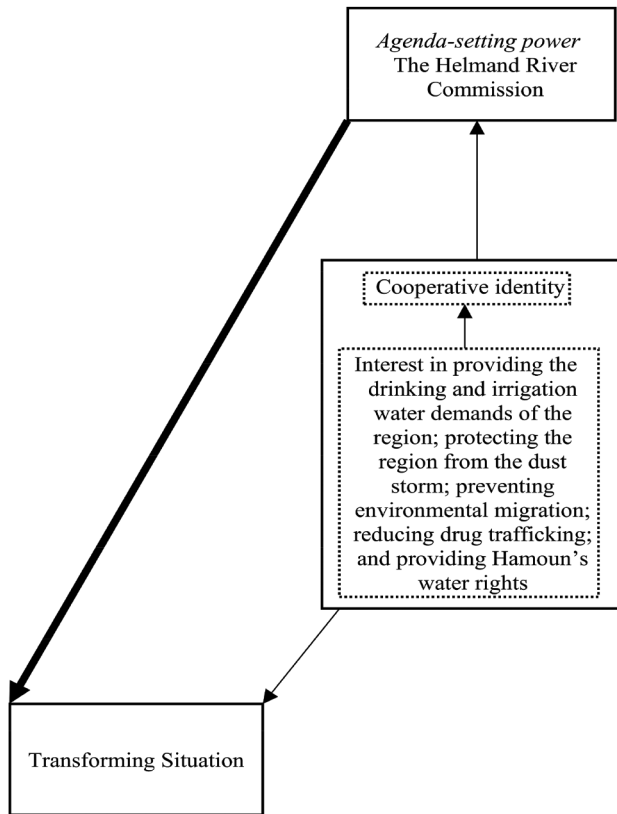 Agenda-setting power
The Helmand River
Commission
Cooperative identity
Interest in providing the
drinking and irrigation
water demands of the
region; protecting the
region from the dust
storm; preventing
environmental migration;
reducing drug trafficking;
and providing Hamoun's
water rights
Transforming Situation